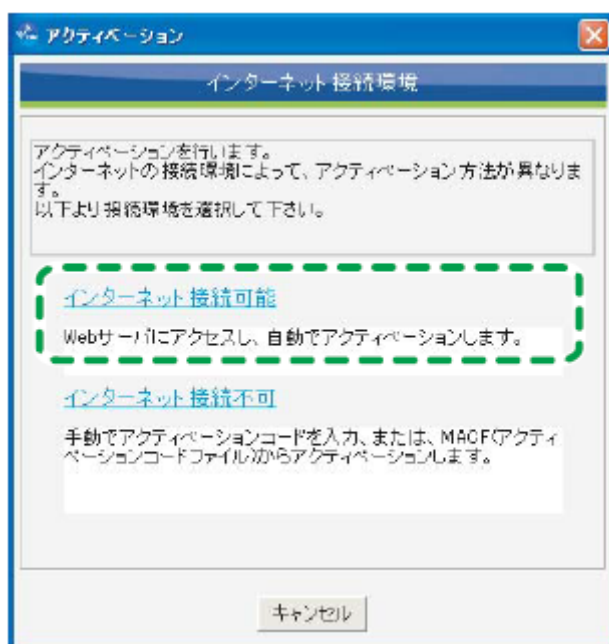 アクティベーション
インターネット接続環境
アクティベーションを行います。
インターネットの接続環境によって、アクティベーション方法が異なりま
す。
以下より接続環境を選択して下さい。
インターネット接続可能
Webサーバにアクセスし、自動でアクティベーションします。
インターネット接続不可
手動でアクティベーションコードを入力、または、MACF(アクティ
ベーションコードファイル)からアクティベーションします。
キャンセル